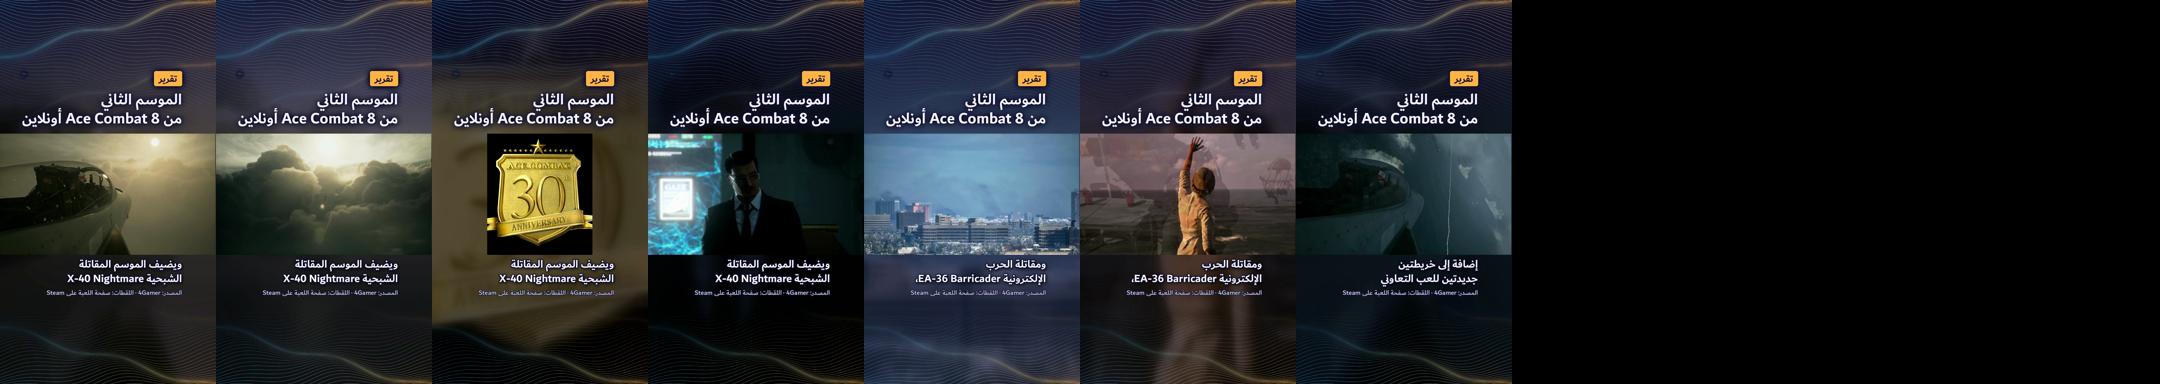 تقرير
الموسم الثاني
من Ace Combat 8 أونلاين
ويضيف الموسم المقاتلة
الشبحية X-40 Nightmare
المصدر: 4Gamer · اللقطات: صفحة اللعبة على Steam
تقرير
الموسم الثاني
من Ace Combat 8 أونلاين
ويضيف الموسم المقاتلة
الشبحية X-40 Nightmare
المصدر: 4Gamer · اللقطات: صفحة اللعبة على Steam
تقرير
الموسم الثاني
من Ace Combat 8 أونلاين
ACE COMBAT
30
ANNIVERSARY
ويضيف الموسم المقاتلة
الشبحية X-40 Nightmare
المصدر: 4Gamer · اللقطات: صفحة اللعبة على Steam
تقرير
الموسم الثاني
من Ace Combat 8 أونلاين
ويضيف الموسم المقاتلة
الشبحية X-40 Nightmare
المصدر: 4Gamer · اللقطات: صفحة اللعبة على Steam
تقرير
الموسم الثاني
من Ace Combat 8 أونلاين
ومقاتلة الحرب
الإلكترونية EA-36 Barricader،
المصدر: 4Gamer · اللقطات: صفحة اللعبة على Steam
تقرير
الموسم الثاني
من Ace Combat 8 أونلاين
ومقاتلة الحرب
الإلكترونية EA-36 Barricader،
المصدر: 4Gamer · اللقطات: صفحة اللعبة على Steam
تقرير
الموسم الثاني
من Ace Combat 8 أونلاين
إضافة إلى خريطتين
جديدتين للعب التعاوني
المصدر: 4Gamer · اللقطات: صفحة اللعبة على Steam